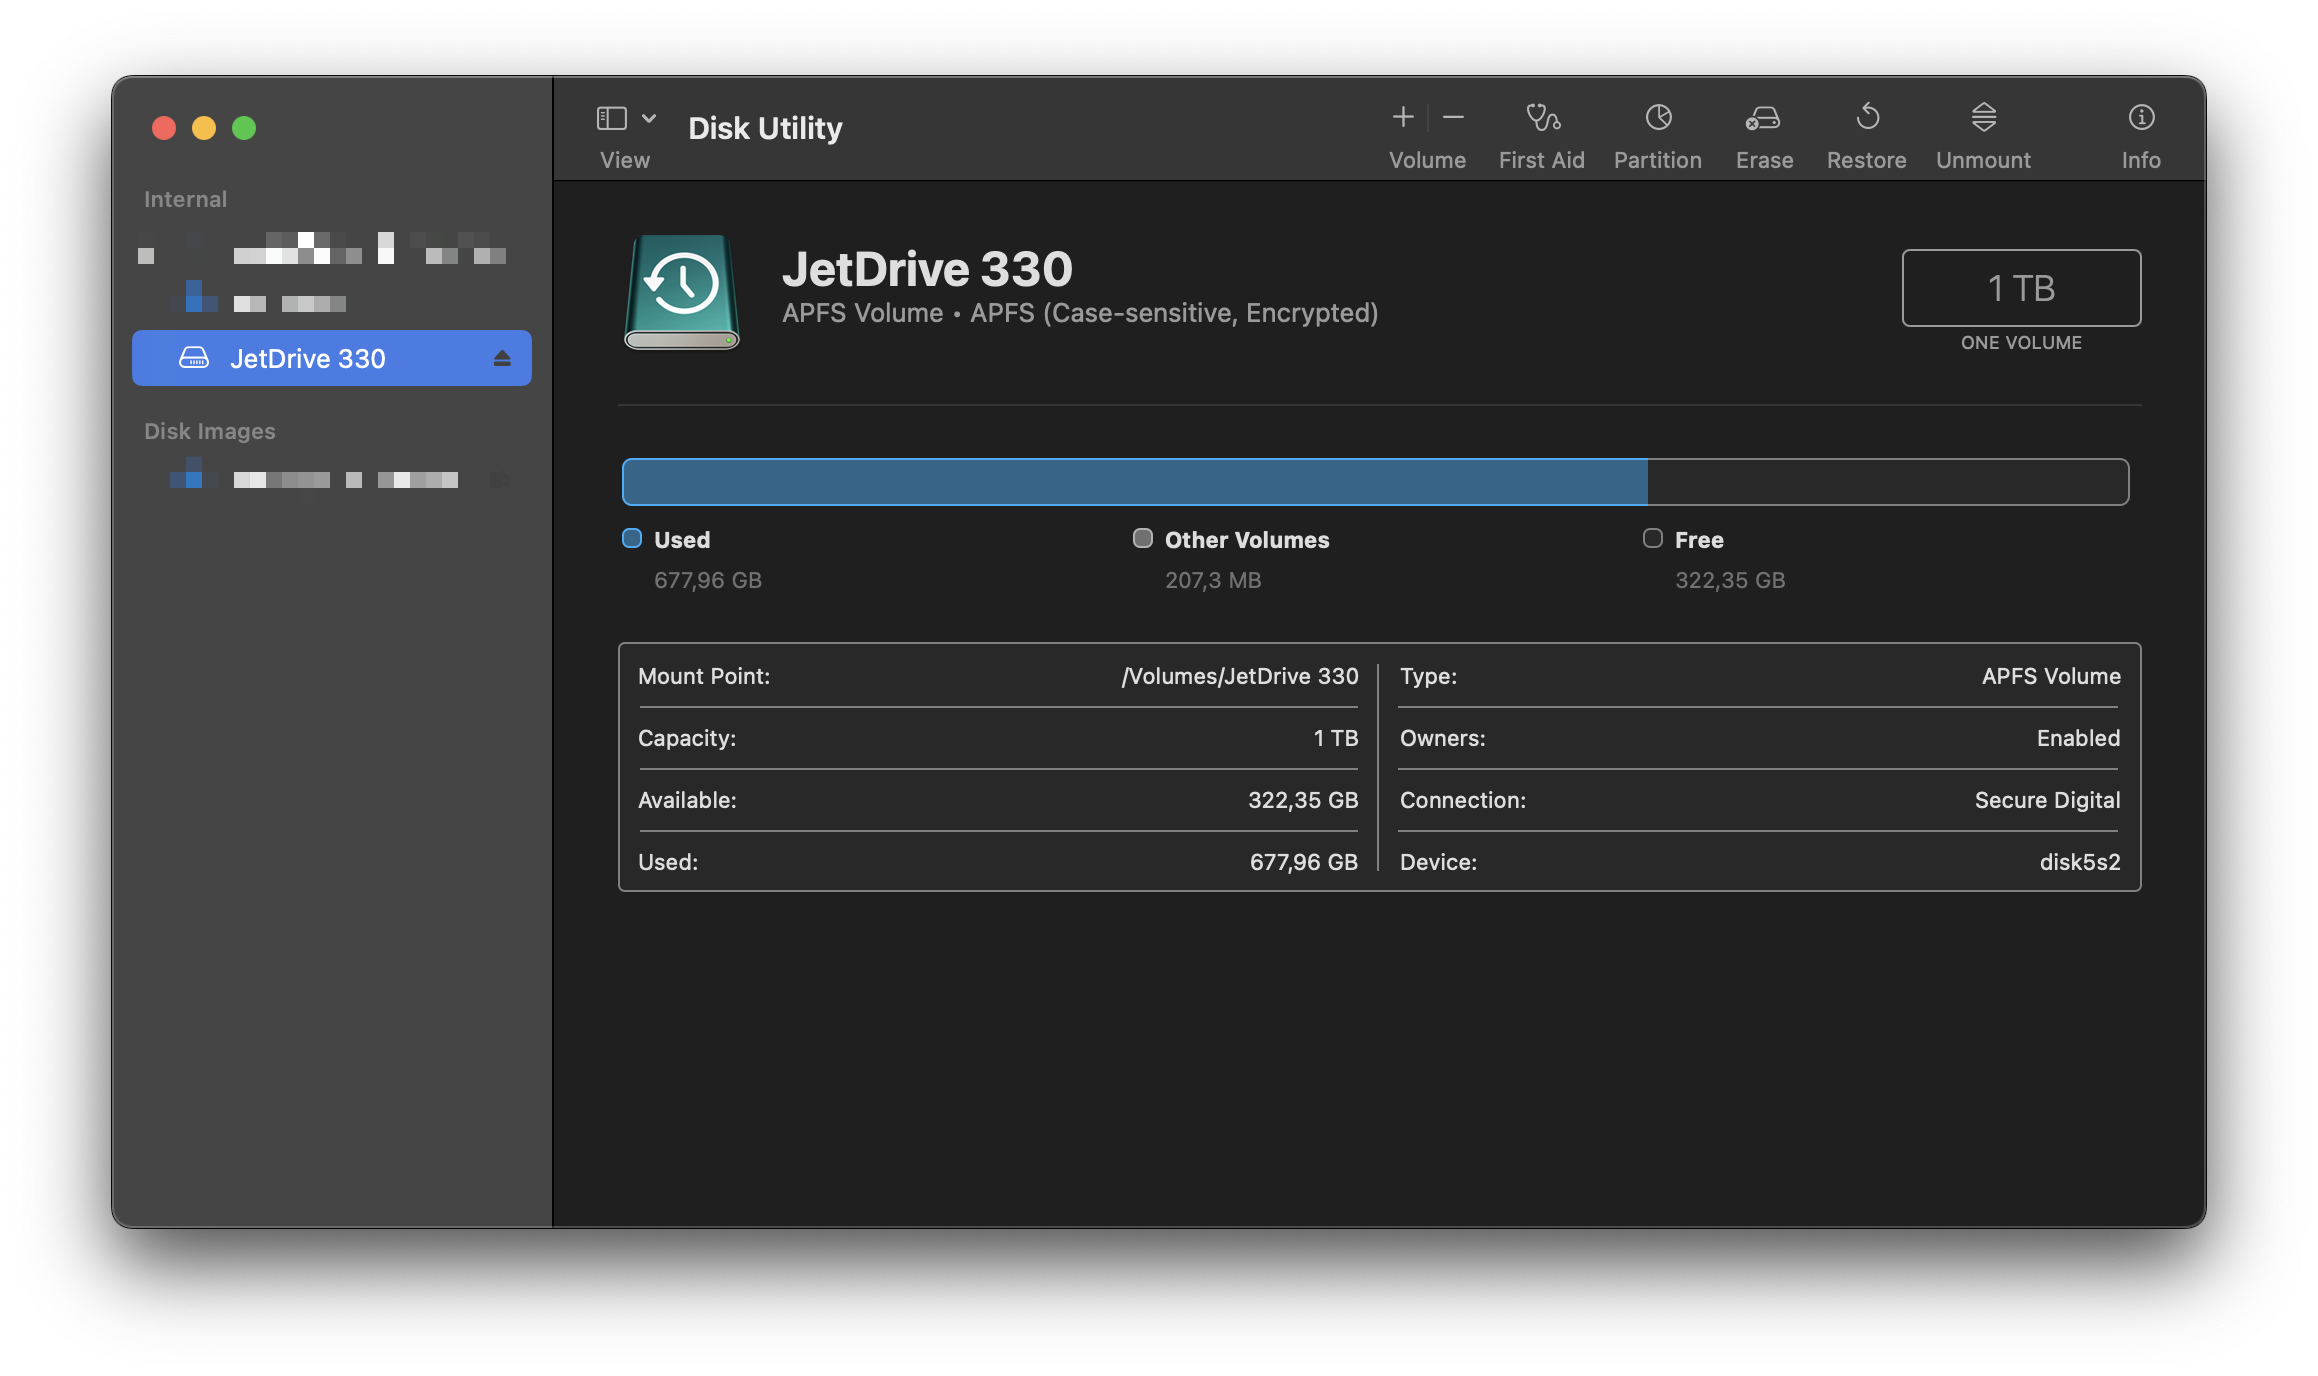 View
Disk Utility
Volume
First Aid
Partition
Erase
Restore
Unmount
Info
Internal
JetDrive 330
Disk Images
JetDrive 330
APFS Volume • APFS (Case-sensitive, Encrypted)
1 TB
ONE VOLUME
Used
677,96 GB
Other Volumes
207,3 MB
Free
322,35 GB
Mount Point: /Volumes/JetDrive 330
Capacity: 1 TB
Available: 322,35 GB
Used: 677,96 GB
Type: APFS Volume
Owners: Enabled
Connection: Secure Digital
Device: disk5s2